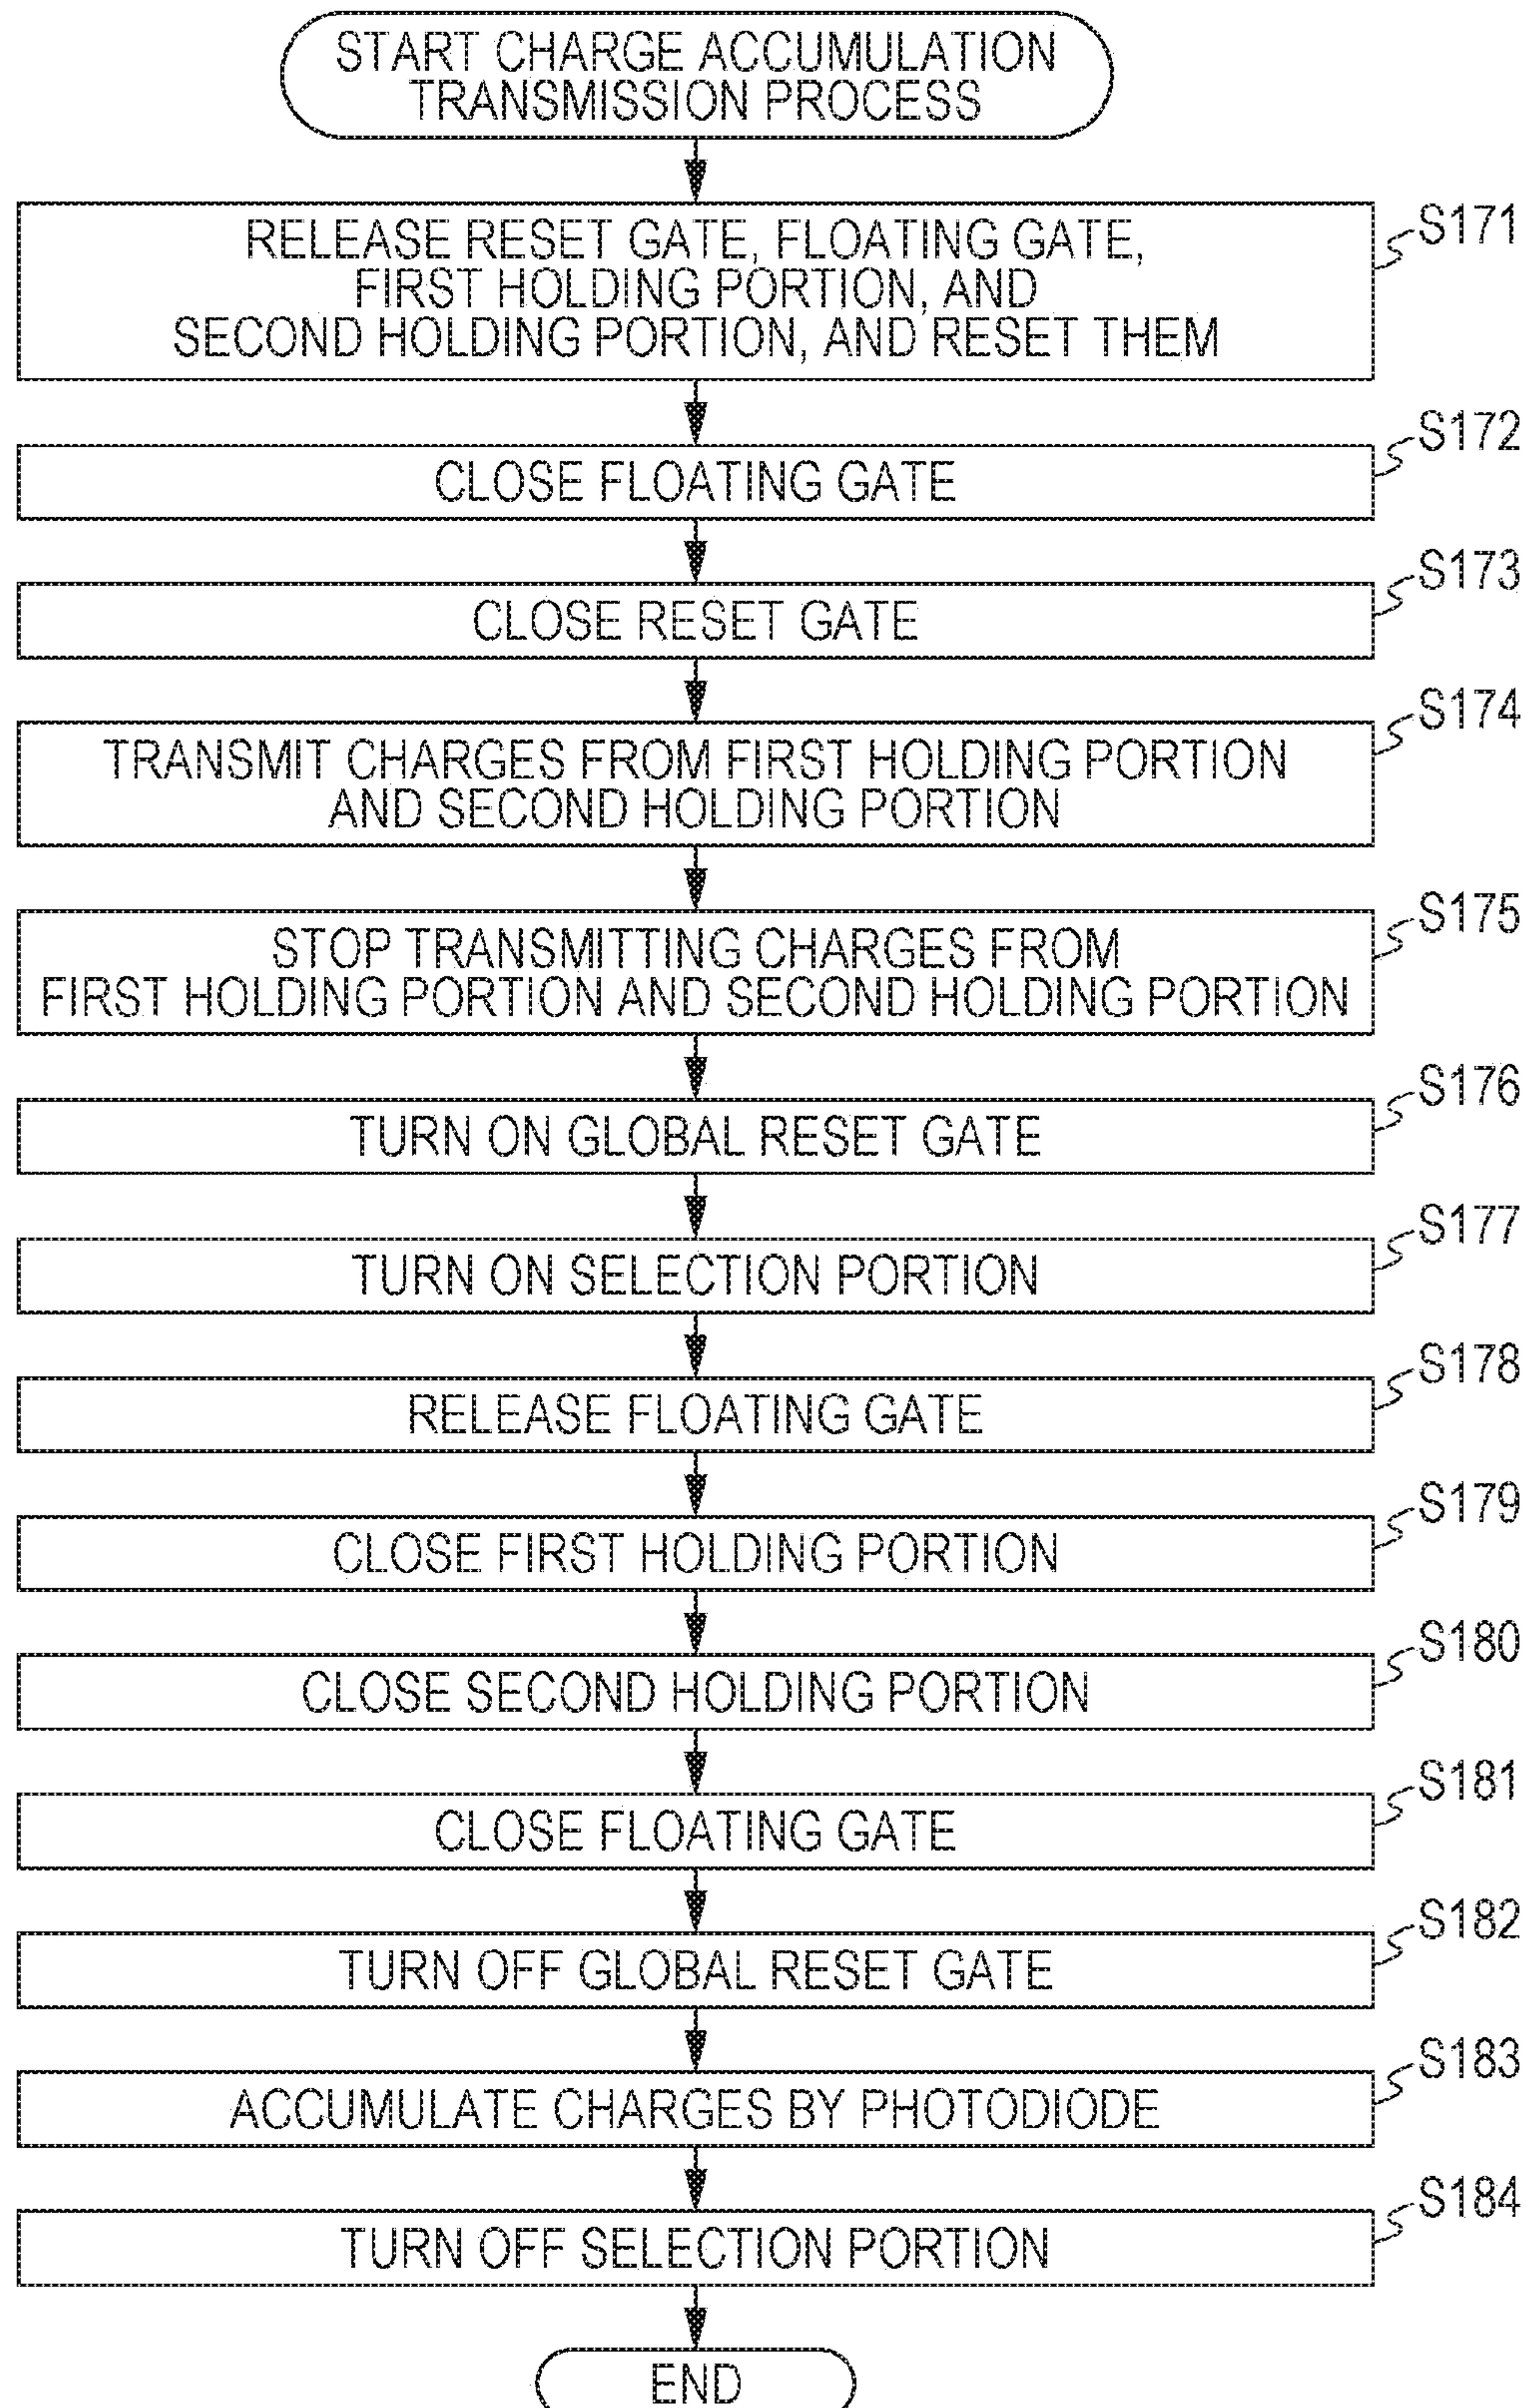 START CHARGE ACCUMULATION
TRANSMISSION PROCESS
RELEASE RESET GATE, FLOATING GATE,
FIRST HOLDING PORTION, AND
SECOND HOLDING PORTION, AND RESET THEM
S171
CLOSE FLOATING GATE
S172
CLOSE RESET GATE
S173
TRANSMIT CHARGES FROM FIRST HOLDING PORTION
AND SECOND HOLDING PORTION
S174
STOP TRANSMITTING CHARGES FROM
FIRST HOLDING PORTION AND SECOND HOLDING PORTION
S175
TURN ON GLOBAL RESET GATE
S176
TURN ON SELECTION PORTION
S177
RELEASE FLOATING GATE
S178
CLOSE FIRST HOLDING PORTION
S179
CLOSE SECOND HOLDING PORTION
S180
CLOSE FLOATING GATE
S181
TURN OFF GLOBAL RESET GATE
S182
ACCUMULATE CHARGES BY PHOTODIODE
S183
TURN OFF SELECTION PORTION
S184
END